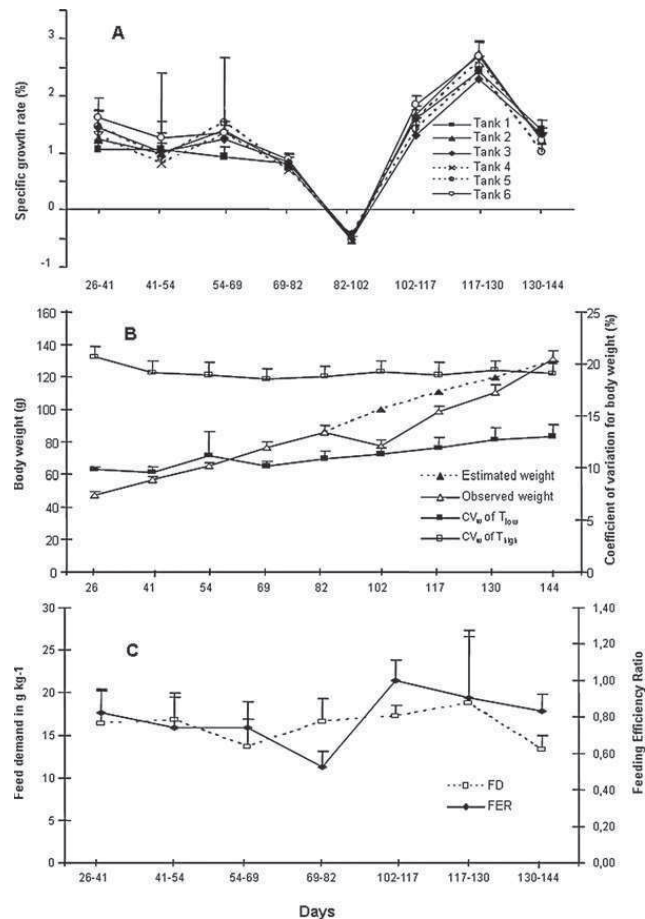 A
Specific growth rate (%)
3
2
1
0
-1
Tank 1
Tank 2
Tank 3
Tank 4
Tank 5
Tank 6
26-41 41-54 54-69 69-82 82-102 102-117 117-130 130-144
B
Body weight (g)
160
140
120
100
80
60
40
20
0
Coefficient of variation for body weight (%)
25
20
15
10
5
0
Estimated weight
Observed weight
CVw of Tlow
CVw of Thigh
26 41 54 69 82 102 117 130 144
C
Feed demand in g kg-1
30
25
20
15
10
5
0
Feeding Efficiency Ratio
1,40
1,20
1,00
0,80
0,60
0,40
0,20
0,00
FD
FER
26-41 41-54 54-69 69-82 102-117 117-130 130-144
Days